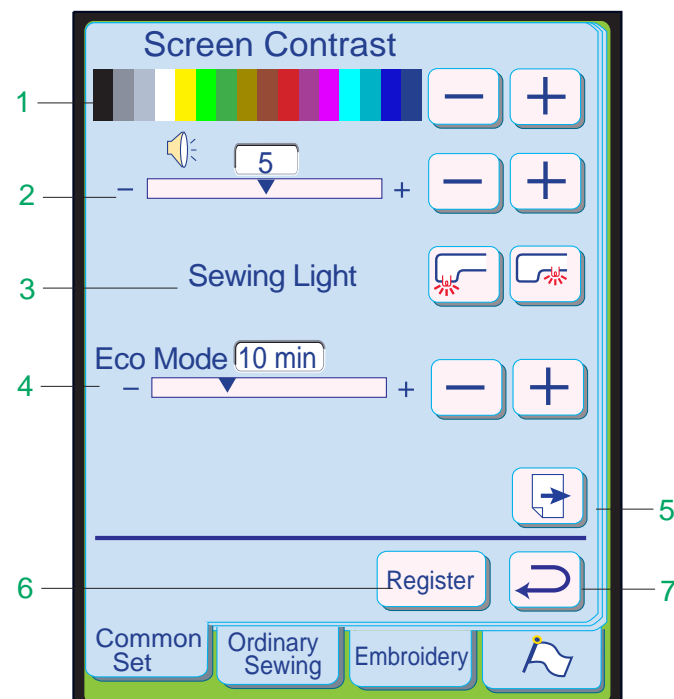 Screen Contrast
1
− +
5
2
− + − +
3
Sewing Light
Eco Mode 10 min
4
− + − +
5
6
Register
7
Common
Set
Ordinary
Sewing
Embroidery